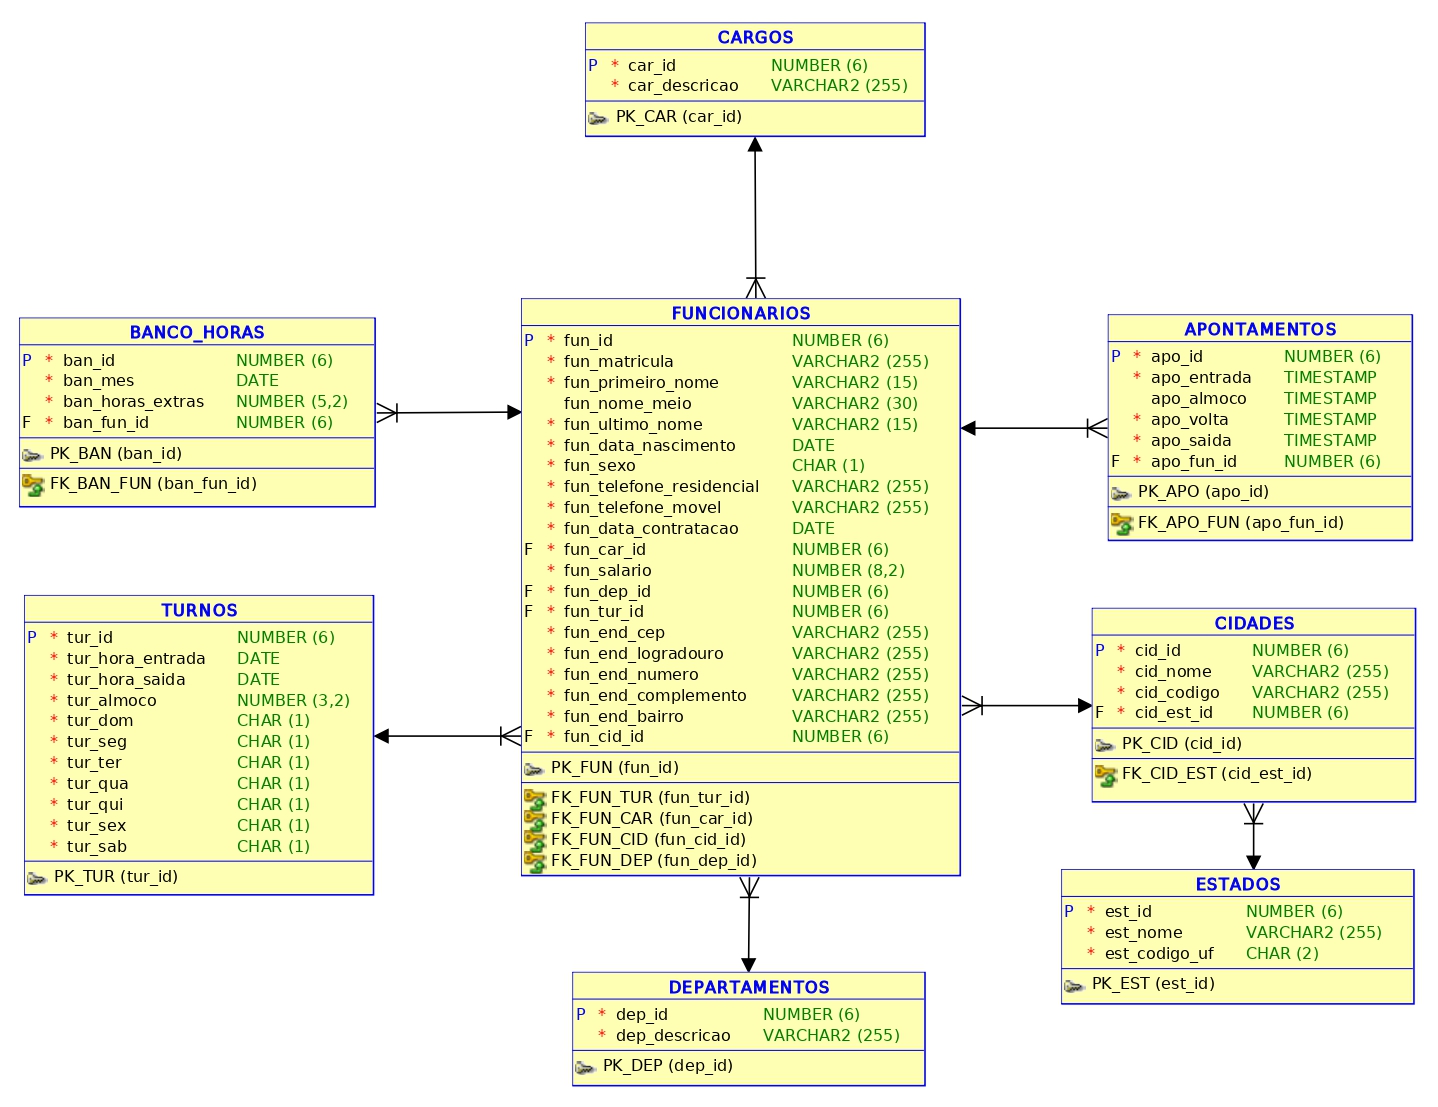 CARGOS
P * car_id NUMBER (6)
* car_descricao VARCHAR2 (255)
PK_CAR (car_id)
BANCO_HORAS
P * ban_id NUMBER (6)
* ban_mes DATE
* ban_horas_extras NUMBER (5,2)
F * ban_fun_id NUMBER (6)
PK_BAN (ban_id)
FK_BAN_FUN (ban_fun_id)
FUNCIONARIOS
P * fun_id NUMBER (6)
* fun_matricula VARCHAR2 (255)
* fun_primeiro_nome VARCHAR2 (15)
fun_nome_meio VARCHAR2 (30)
* fun_ultimo_nome VARCHAR2 (15)
* fun_data_nascimento DATE
* fun_sexo CHAR (1)
* fun_telefone_residencial VARCHAR2 (255)
* fun_telefone_movel VARCHAR2 (255)
* fun_data_contratacao DATE
F * fun_car_id NUMBER (6)
* fun_salario NUMBER (8,2)
F * fun_dep_id NUMBER (6)
F * fun_tur_id NUMBER (6)
* fun_end_cep VARCHAR2 (255)
* fun_end_logradouro VARCHAR2 (255)
* fun_end_numero VARCHAR2 (255)
* fun_end_complemento VARCHAR2 (255)
* fun_end_bairro VARCHAR2 (255)
F * fun_cid_id NUMBER (6)
PK_FUN (fun_id)
FK_FUN_TUR (fun_tur_id)
FK_FUN_CAR (fun_car_id)
FK_FUN_CID (fun_cid_id)
FK_FUN_DEP (fun_dep_id)
APONTAMENTOS
P * apo_id NUMBER (6)
* apo_entrada TIMESTAMP
apo_almoco TIMESTAMP
* apo_volta TIMESTAMP
* apo_saida TIMESTAMP
F * apo_fun_id NUMBER (6)
PK_APO (apo_id)
FK_APO_FUN (apo_fun_id)
TURNOS
P * tur_id NUMBER (6)
* tur_hora_entrada DATE
* tur_hora_saida DATE
* tur_almoco NUMBER (3,2)
* tur_dom CHAR (1)
* tur_seg CHAR (1)
* tur_ter CHAR (1)
* tur_qua CHAR (1)
* tur_qui CHAR (1)
* tur_sex CHAR (1)
* tur_sab CHAR (1)
PK_TUR (tur_id)
CIDADES
P * cid_id NUMBER (6)
* cid_nome VARCHAR2 (255)
* cid_codigo VARCHAR2 (255)
F * cid_est_id NUMBER (6)
PK_CID (cid_id)
FK_CID_EST (cid_est_id)
ESTADOS
P * est_id NUMBER (6)
* est_nome VARCHAR2 (255)
* est_codigo_uf CHAR (2)
PK_EST (est_id)
DEPARTAMENTOS
P * dep_id NUMBER (6)
* dep_descricao VARCHAR2 (255)
PK_DEP (dep_id)